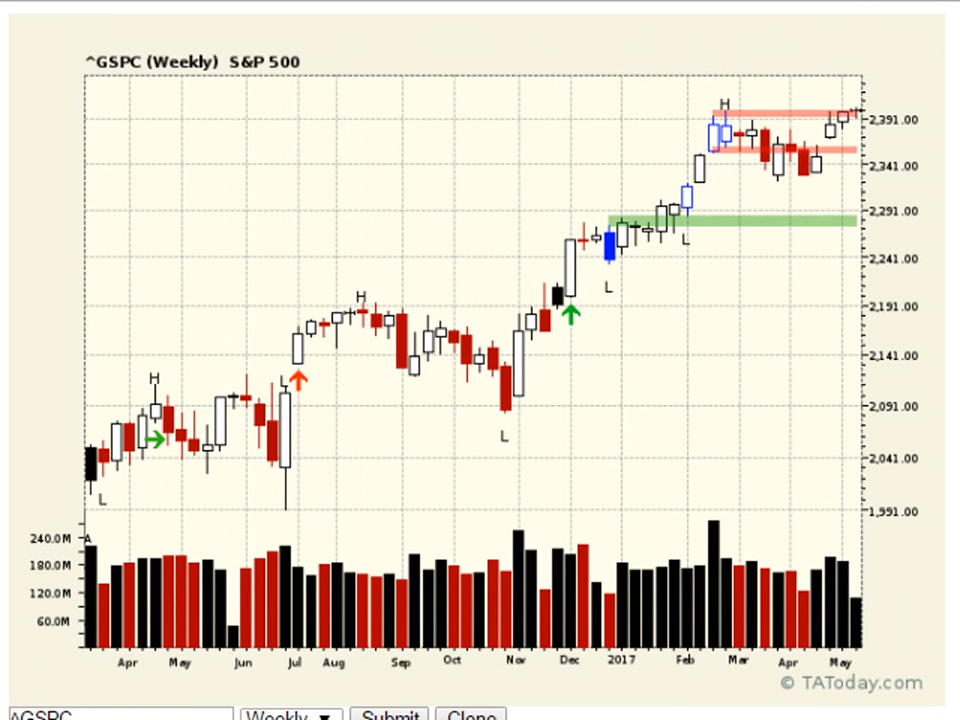 ^GSPC (Weekly) S&P 500
H
2,391.00
2,341.00
2,291.00
L
2,241.00
L
H
2,191.00
2,141.00
H
L
2,091.00
L
2,041.00
L
1,991.00
A
240.0M
180.0M
120.0M
60.0M
Apr May Jun Jul Aug Sep Oct Nov Dec 2017 Feb Mar Apr May
© TAToday.com
^GSPC Weekly ▼ Submit Clone